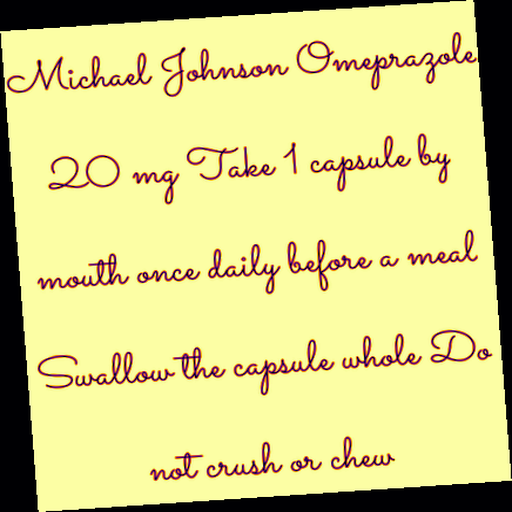 Michael Johnson Omeprazole
20 mg Take 1 capsule by
mouth once daily before a meal
Swallow the capsule whole Do
not crush or chew